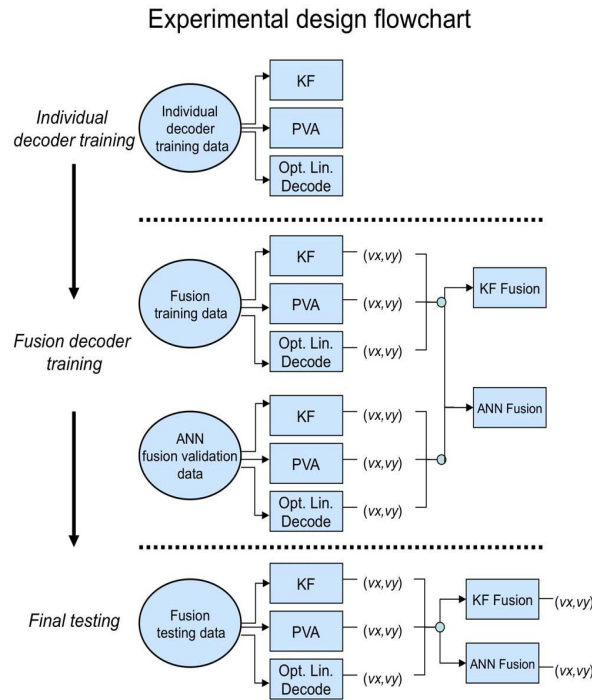 Experimental design flowchart
Individual
decoder training
Individual
decoder
training data
KF
PVA
Opt. Lin.
Decode
Fusion decoder
training
Fusion
training data
KF
(vx,vy)
PVA
(vx,vy)
Opt. Lin.
Decode
(vx,vy)
KF Fusion
ANN Fusion
ANN
fusion validation
data
KF
(vx,vy)
PVA
(vx,vy)
Opt. Lin.
Decode
(vx,vy)
Final testing
Fusion
testing data
KF
(vx,vy)
PVA
(vx,vy)
Opt. Lin.
Decode
(vx,vy)
KF Fusion
(vx,vy)
ANN Fusion
(vx,vy)